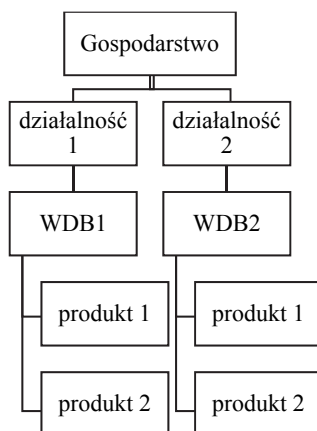 Gospodarstwo
działalność
1
działalność
2
WDB1
WDB2
produkt 1
produkt 1
produkt 2
produkt 2